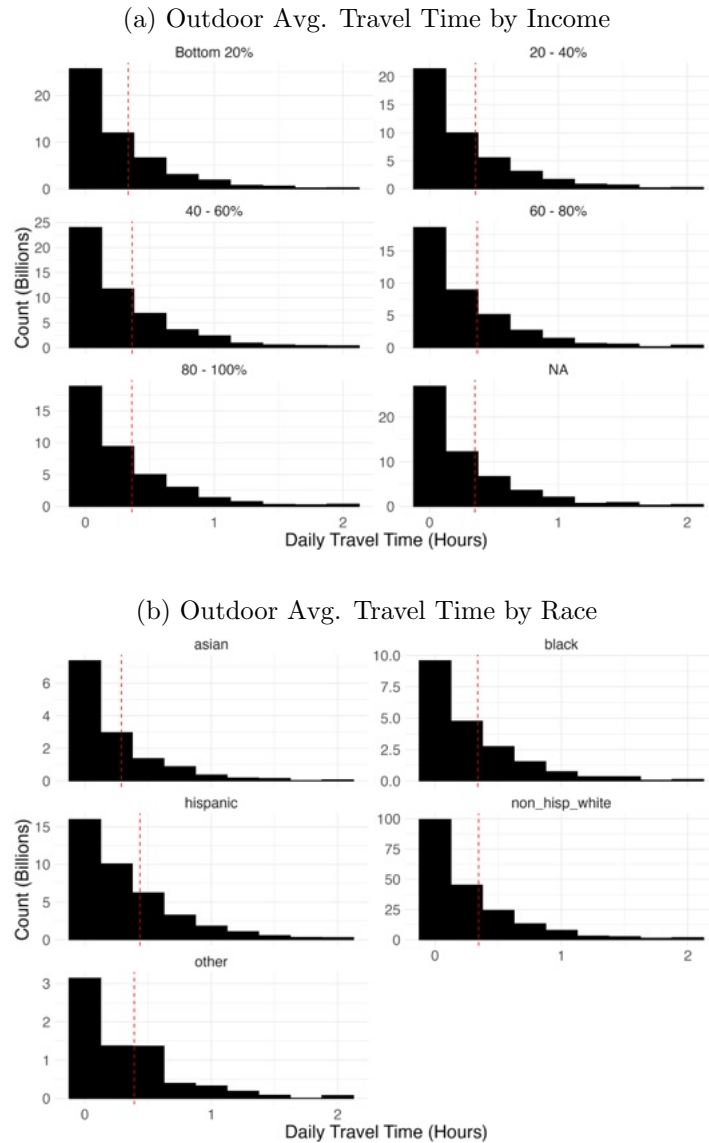 (a) Outdoor Avg. Travel Time by Income
Bottom 20%
20 - 40%
20
10
0
20
15
10
5
0
40 - 60%
60 - 80%
25
20
15
10
5
0
15
10
5
0
Count (Billions)
80 - 100%
NA
15
10
5
0
20
10
0
0 1 2
0 1 2
Daily Travel Time (Hours)
(b) Outdoor Avg. Travel Time by Race
asian
black
6
4
2
0
10.0
7.5
5.0
2.5
0.0
hispanic
non_hisp_white
15
10
5
0
100
75
50
25
0
0 1 2
Count (Billions)
other
3
2
1
0
0 1 2
Daily Travel Time (Hours)